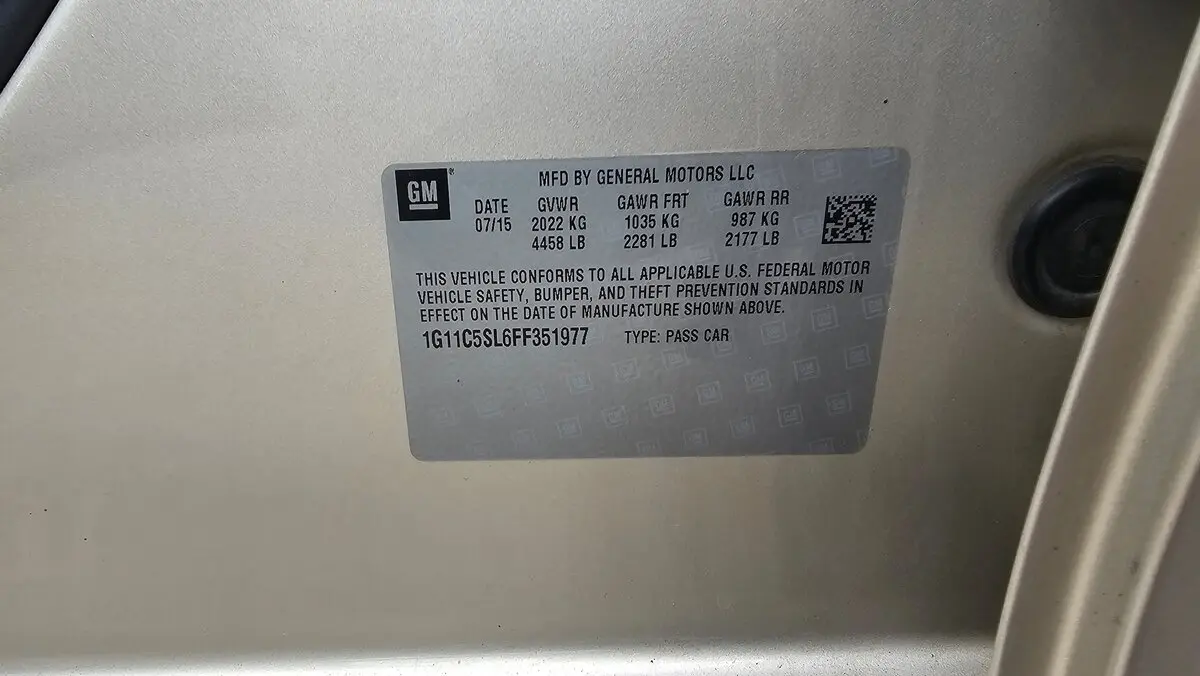 GM®
MFD BY GENERAL MOTORS LLC
DATE GVWR GAWR FRT GAWR RR
07/15 2022 KG 1035 KG 987 KG
4458 LB 2281 LB 2177 LB
THIS VEHICLE CONFORMS TO ALL APPLICABLE U.S. FEDERAL MOTOR
VEHICLE SAFETY, BUMPER, AND THEFT PREVENTION STANDARDS IN
EFFECT ON THE DATE OF MANUFACTURE SHOWN ABOVE.
1G11C5SL6FF351977 TYPE: PASS CAR